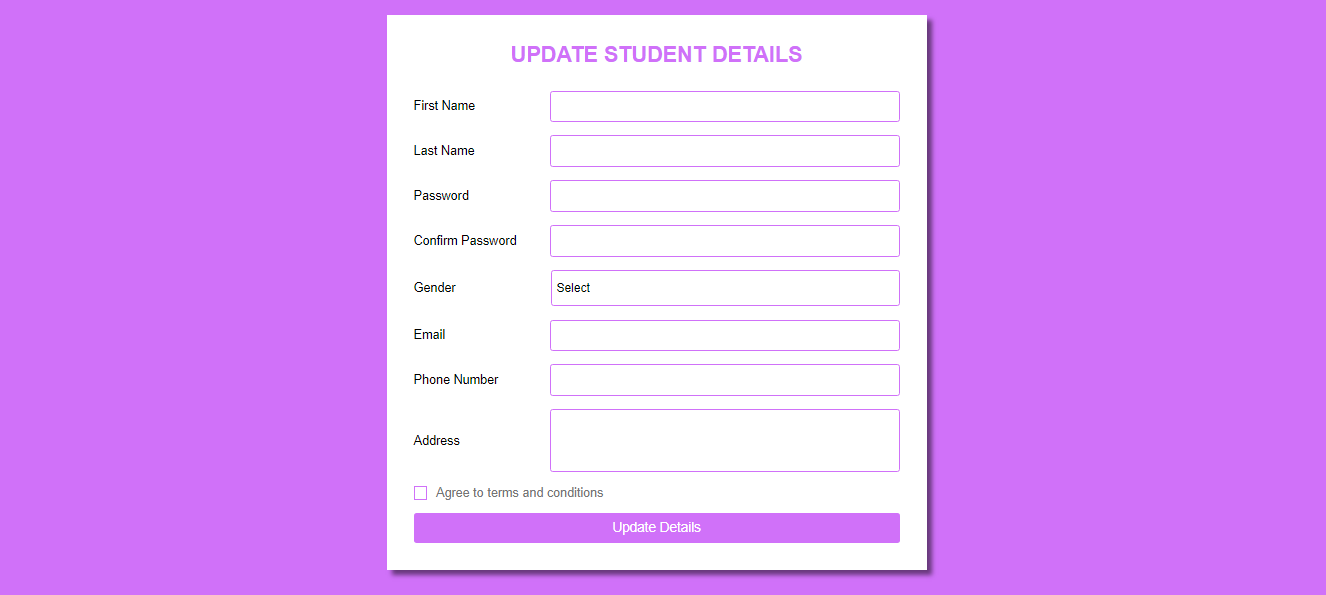 UPDATE STUDENT DETAILS
First Name
Last Name
Password
Confirm Password
Gender Select
Email
Phone Number
Address
Agree to terms and conditions
Update Details